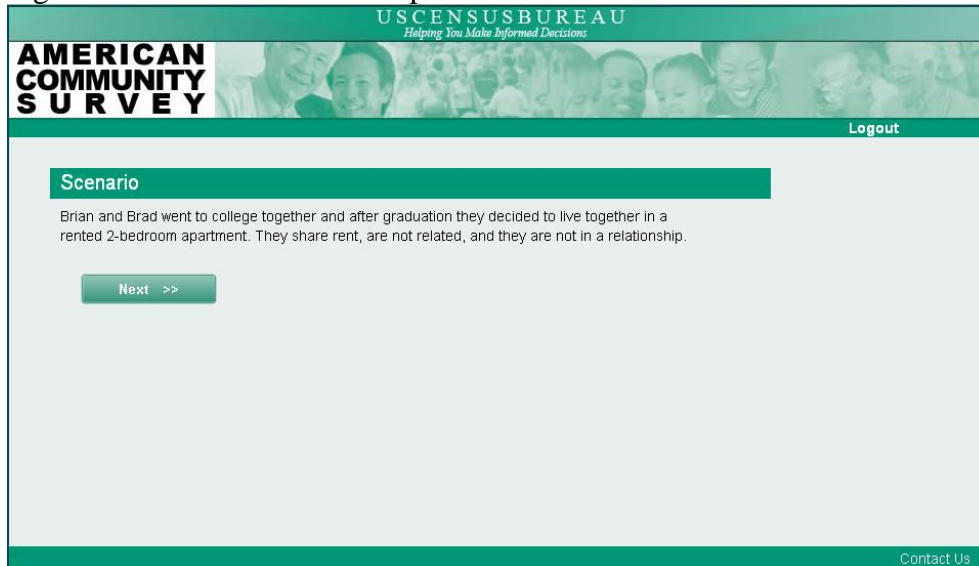 USCENSUSBUREAU
Helping You Make Informed Decisions
AMERICAN
COMMUNITY
SURVEY
Logout
Scenario
Brian and Brad went to college together and after graduation they decided to live together in a
rented 2-bedroom apartment. They share rent, are not related, and they are not in a relationship.
Next >>
Contact Us